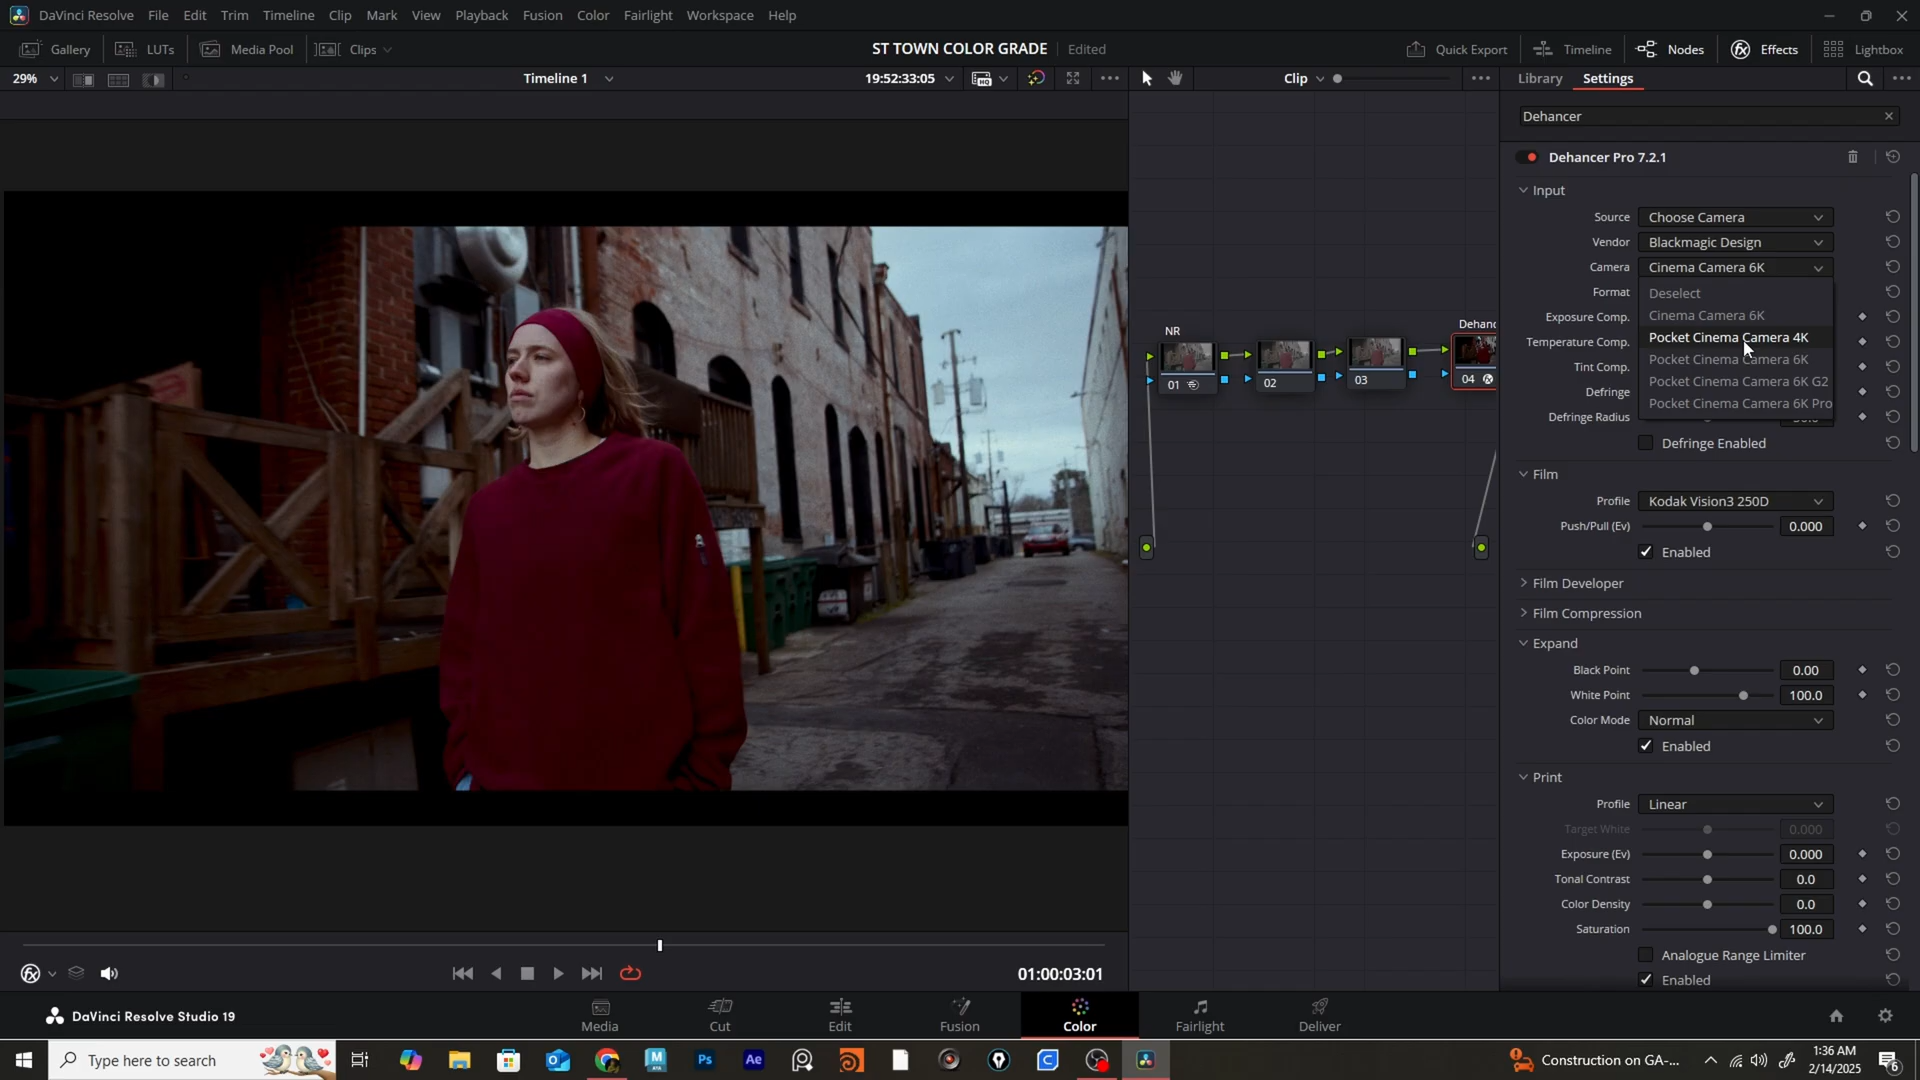 DaVinci Resolve File Edit Trim Timeline Clip Mark View Playback Fusion Color Fairlight Workspace Help
Gallery LUTs Media Pool Clips ST TOWN COLOR GRADE Edited Quick Export Timeline Nodes Effects Lightbox
29% Timeline 1 19:52:33:05 Clip Library Settings
Dehancer
Dehancer Pro 7.2.1
Input
Source Choose Camera
Vendor Blackmagic Design
Camera Cinema Camera 6K
Format Deselect
Exposure Comp. Cinema Camera 6K
Temperature Comp. Pocket Cinema Camera 4K
Tint Comp. Pocket Cinema Camera 6K
Defringe Pocket Cinema Camera 6K G2
Defringe Radius Pocket Cinema Camera 6K Pro
Defringe Enabled
NR
01
02
03
Dehanc
04
Film
Profile Kodak Vision3 250D
Push/Pull (Ev) 0.000
Enabled
Film Developer
Film Compression
Expand
Black Point 0.00
White Point 100.0
Color Mode Normal
Enabled
Print
Profile Linear
Target White 0.000
Exposure (Ev) 0.000
Tonal Contrast 0.0
Color Density 0.0
Saturation 100.0
Analogue Range Limiter
Enabled
01:00:03:01
DaVinci Resolve Studio 19
Media Cut Edit Fusion Color Fairlight Deliver
Type here to search
Construction on GA-...
1:36 AM
2/14/2025
6